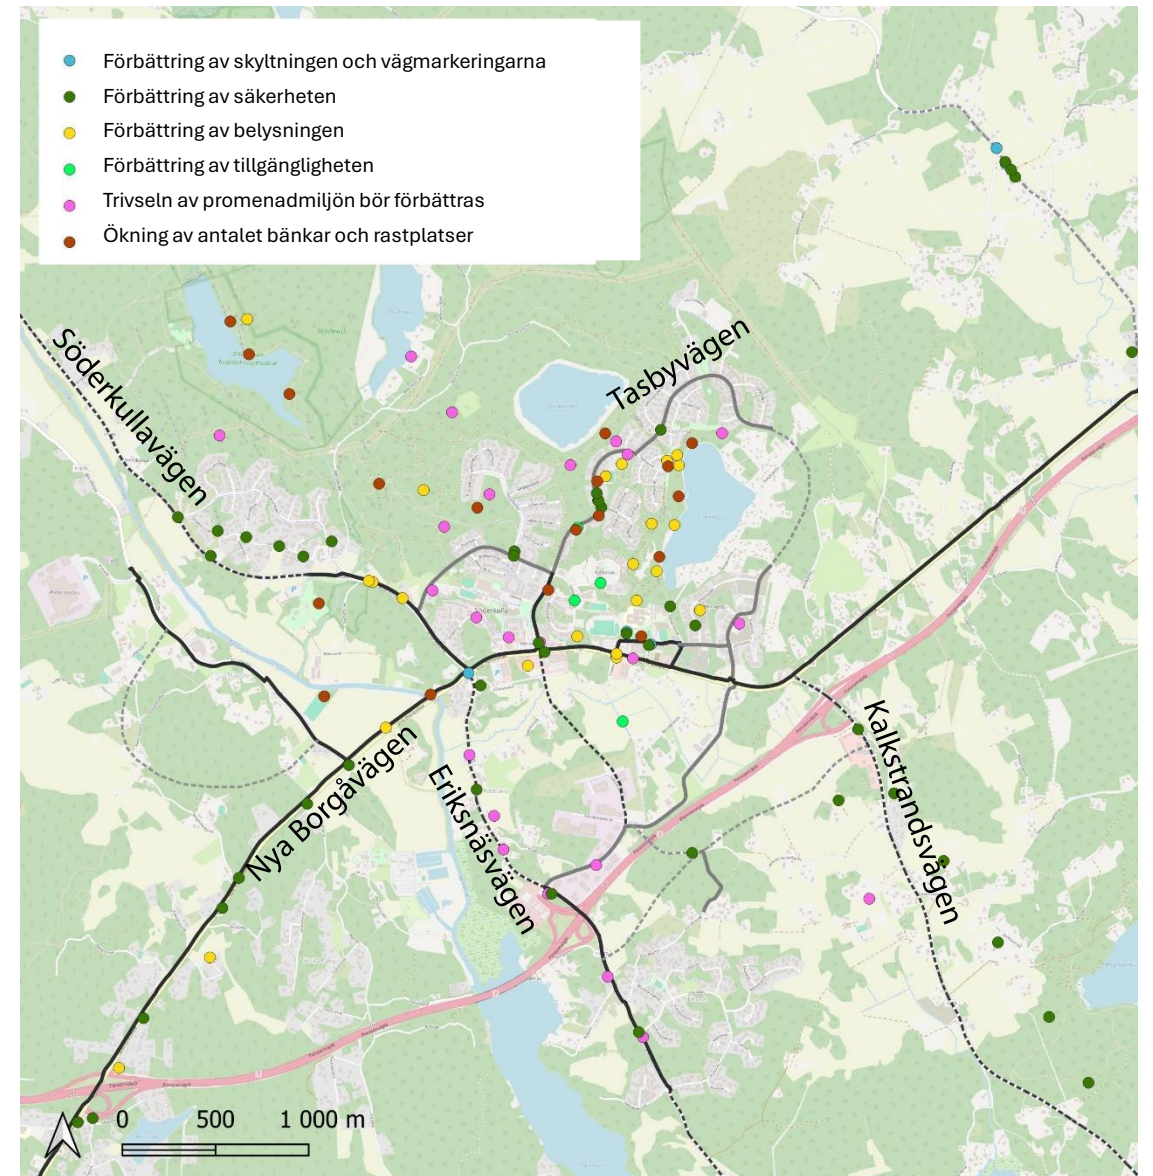 Förbättring av skyltningen och vägmarkeringarna
Förbättring av säkerheten
Förbättring av belysningen
Förbättring av tillgängligheten
Trivseln av promenadmiljön bör förbättras
Ökning av antalet bänkar och rastplatser
Tasbyvägen
Söderkullavägen
Söderkulla
Kalkstrandsvägen
Nya Borgåvägen
Eriksnäsvägen
0 500 1 000 m